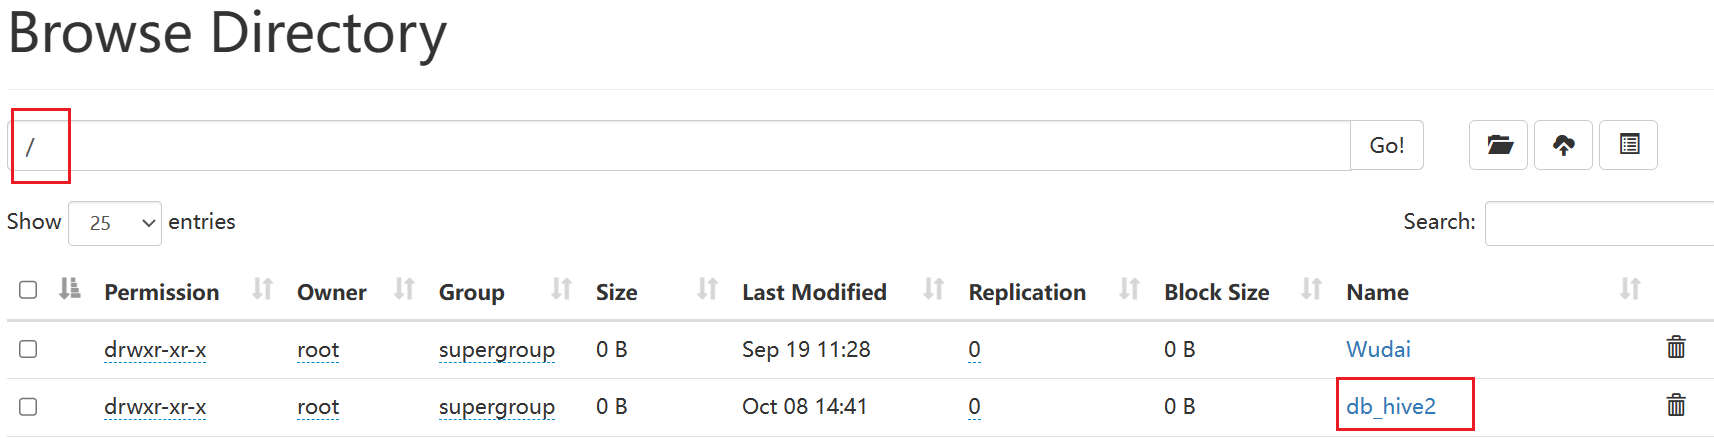 Browse Directory
/ Go!
Show 25 entries Search:
Permission Owner Group Size Last Modified Replication Block Size Name
drwxr-xr-x root supergroup 0 B Sep 19 11:28 0 0 B Wudai
drwxr-xr-x root supergroup 0 B Oct 08 14:41 0 0 B db_hive2